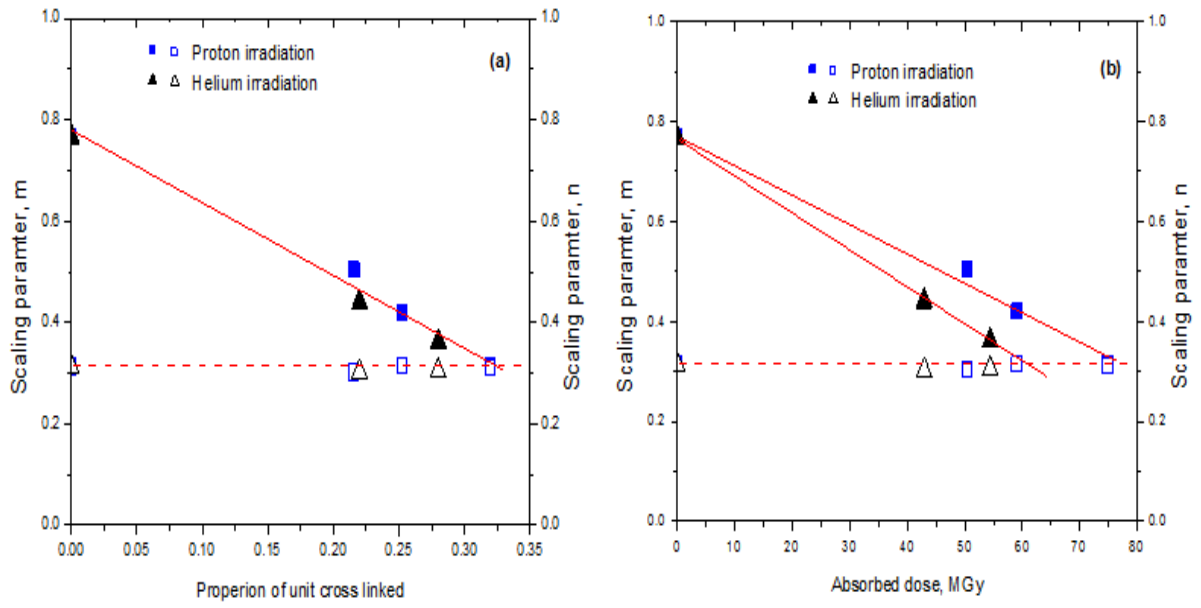 1.0
0.8
0.6
0.4
0.2
0.0
Scaling paramter, m
Proton irradiation
Helium irradiation
(a)
1.0
0.8
0.6
0.4
0.2
0.0
Scaling paramter, n
0.00 0.05 0.10 0.15 0.20 0.25 0.30 0.35
Properion of unit cross linked
1.0
0.8
0.6
0.4
0.2
0.0
Scaling paramter, m
Proton irradiation
Helium irradiation
(b)
1.0
0.8
0.6
0.4
0.2
0.0
Scaling paramter, n
0 10 20 30 40 50 60 70 80
Absorbed dose, MGy